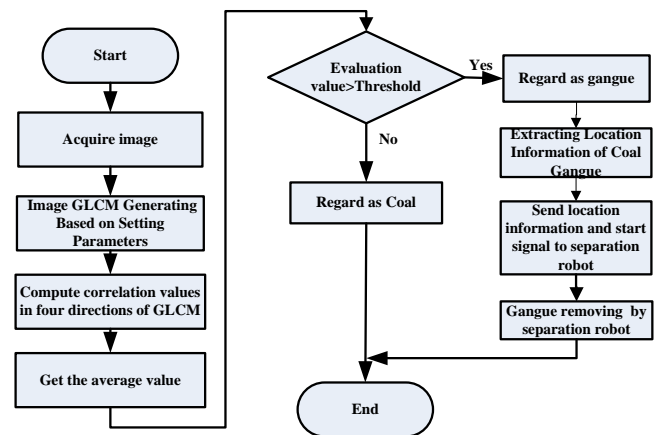 Start
Acquire image
Image GLCM Generating
Based on Setting
Parameters
Compute correlation values
in four directions of GLCM
Get the average value
Evaluation
value>Threshold
Yes
No
Regard as Coal
Regard as gangue
Extracting Location
Information of Coal
Gangue
Send location
information and start
signal to separation
robot
Gangue removing by
separation robot
End